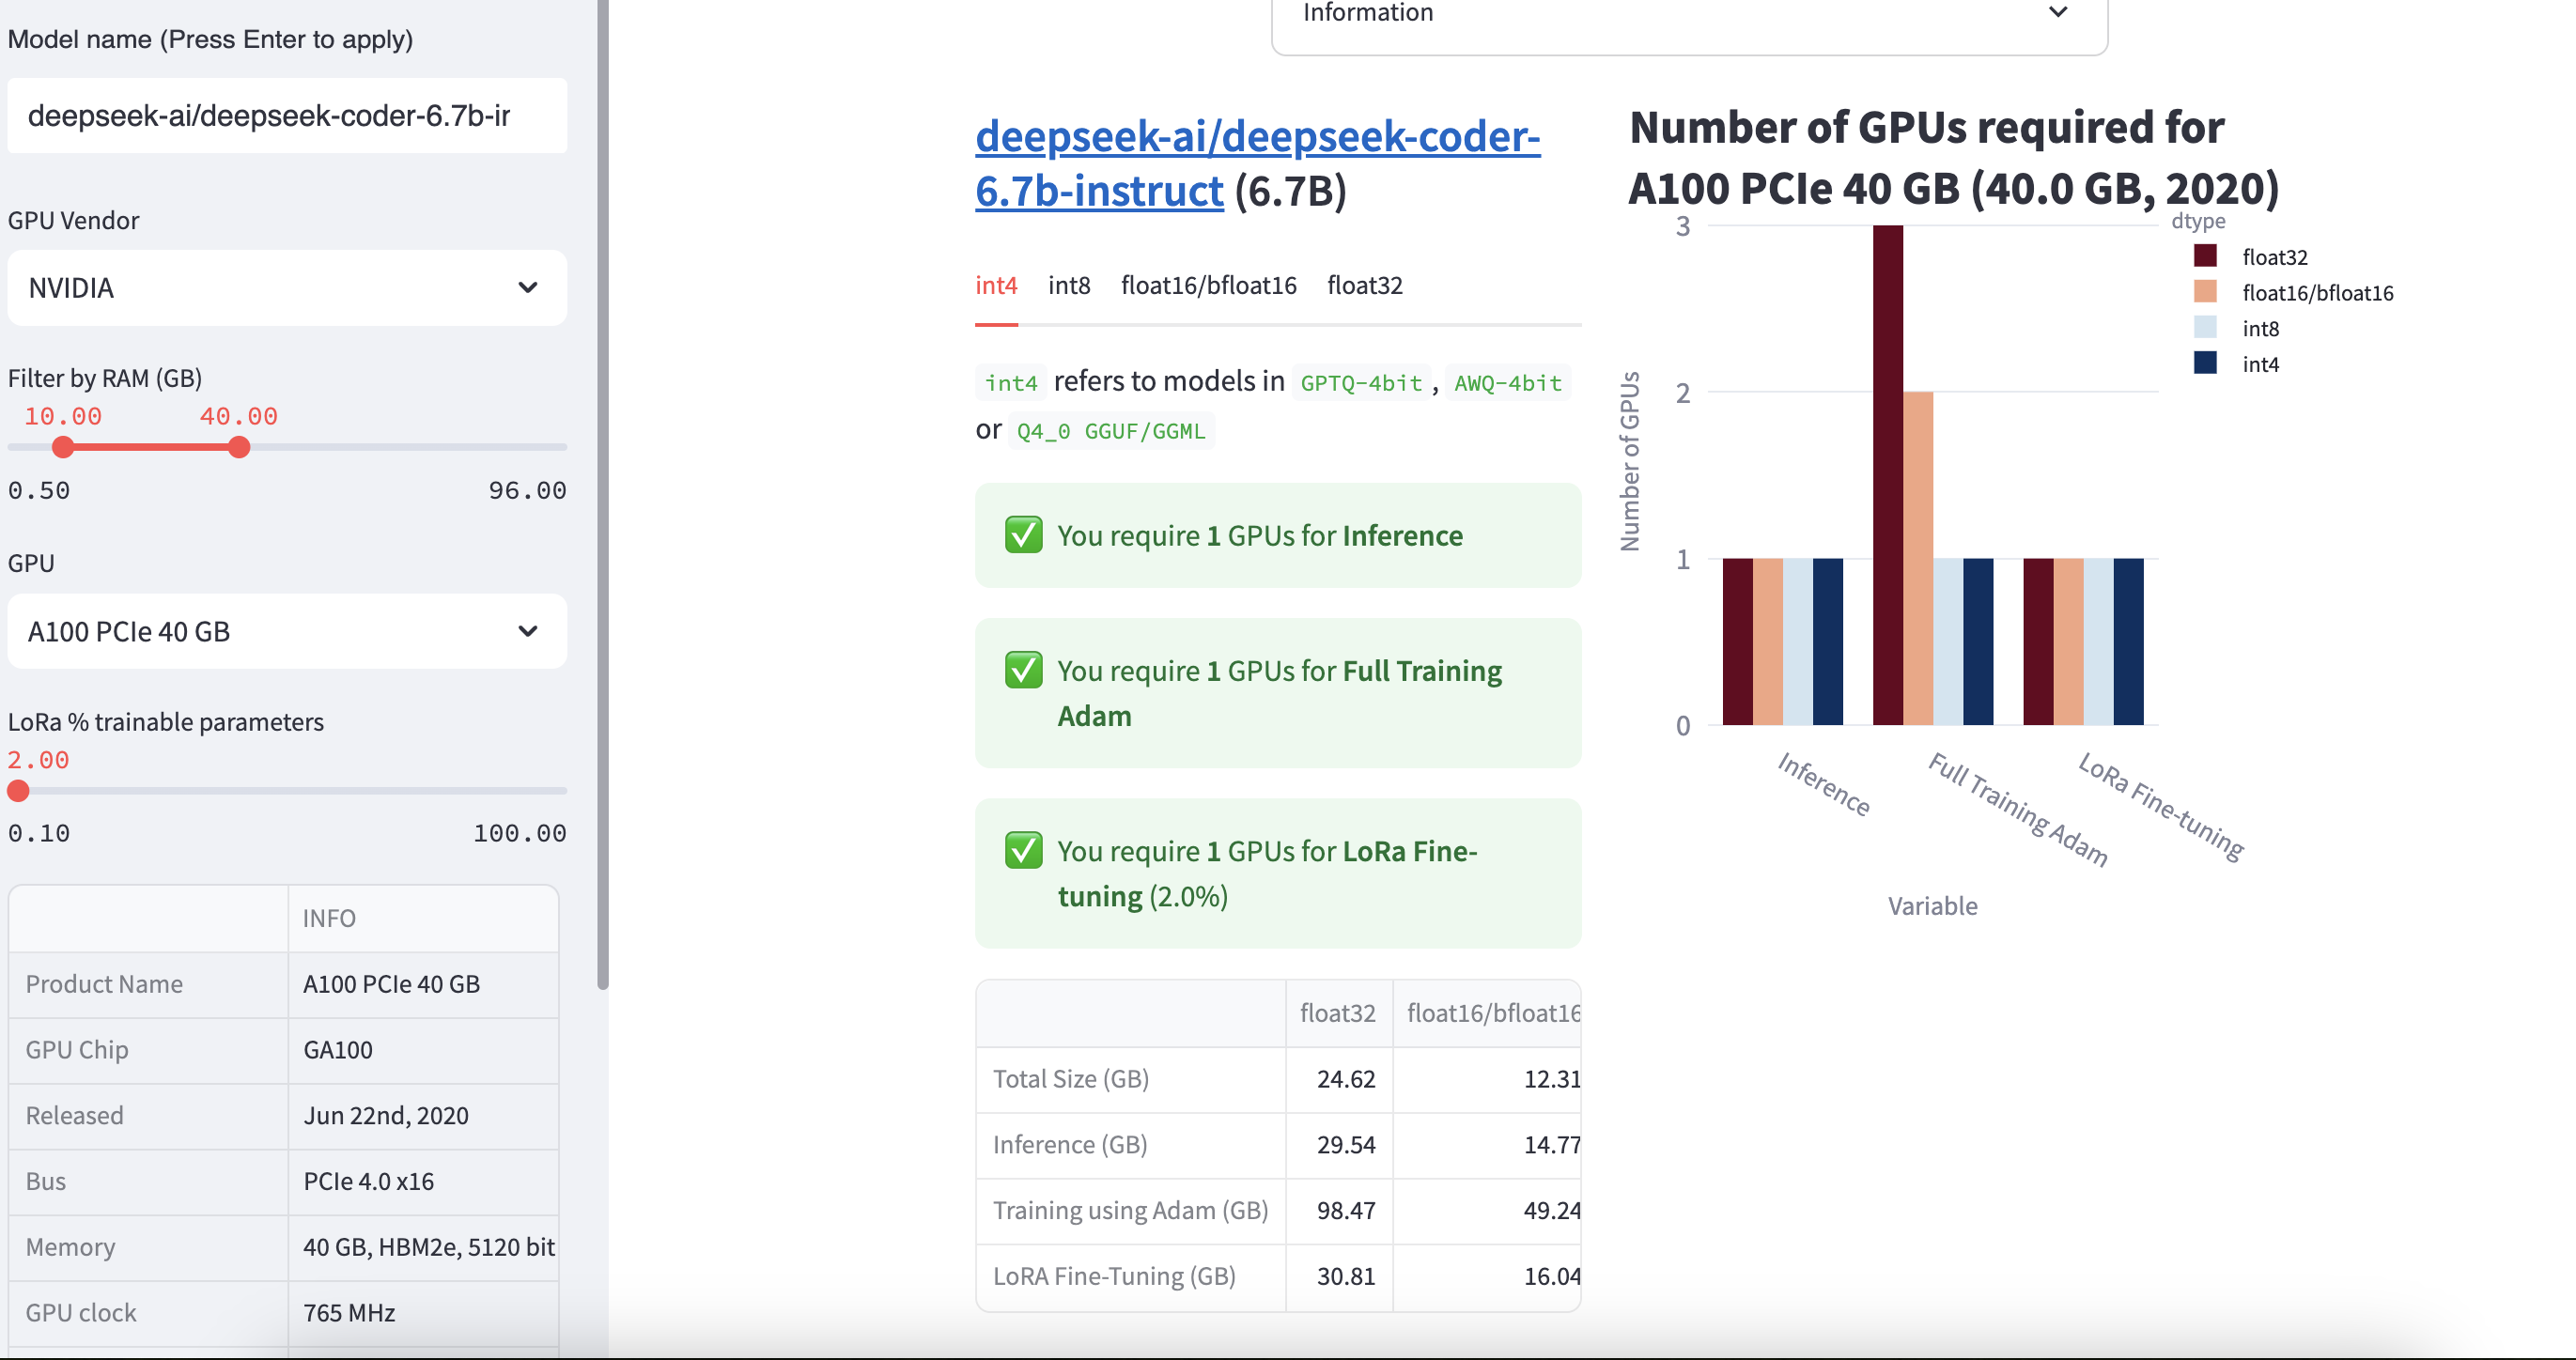 Model name (Press Enter to apply)
deepseek-ai/deepseek-coder-6.7b-ir
GPU Vendor
NVIDIA
Filter by RAM (GB)
10.00 40.00
0.50 96.00
GPU
A100 PCIe 40 GB
LoRa % trainable parameters
2.00
0.10 100.00
INFO
Product Name A100 PCIe 40 GB
GPU Chip GA100
Released Jun 22nd, 2020
Bus PCIe 4.0 x16
Memory 40 GB, HBM2e, 5120 bit
GPU clock 765 MHz
Information
deepseek-ai/deepseek-coder-
6.7b-instruct (6.7B)
int4 int8 float16/bfloat16 float32
int4 refers to models in GPTQ-4bit , AWQ-4bit
or Q4_0 GGUF/GGML
You require 1 GPUs for Inference
You require 1 GPUs for Full Training
Adam
You require 1 GPUs for LoRa Fine-
tuning (2.0%)
float32 float16/bfloat16
Total Size (GB) 24.62 12.31
Inference (GB) 29.54 14.77
Training using Adam (GB) 98.47 49.24
LoRA Fine-Tuning (GB) 30.81 16.04
Number of GPUs required for
A100 PCIe 40 GB (40.0 GB, 2020)
dtype
float32
float16/bfloat16
int8
int4
Number of GPUs
3
2
1
0
Inference
Full Training Adam
LoRa Fine-tuning
Variable